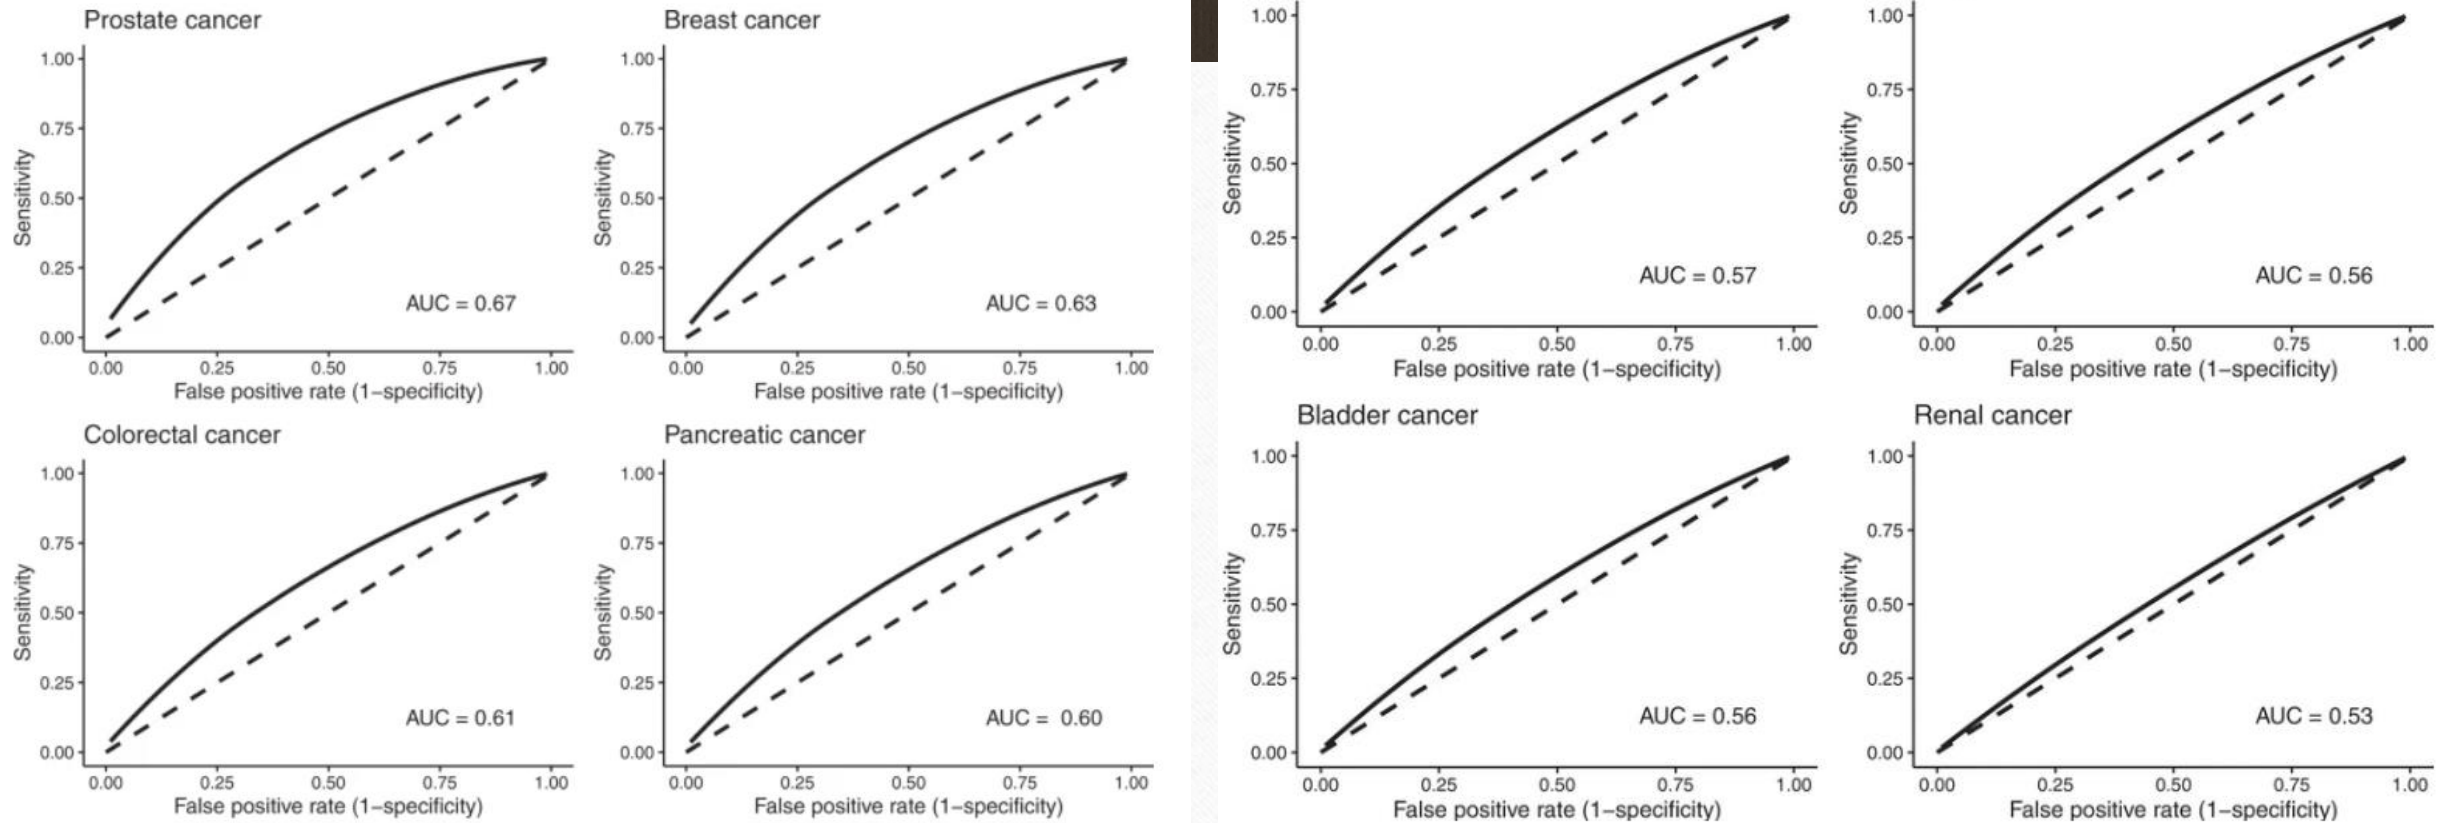 Prostate cancer
1.00
0.75
0.50
0.25
0.00
Sensitivity
AUC = 0.67
0.00 0.25 0.50 0.75 1.00
False positive rate (1–specificity)
Breast cancer
1.00
0.75
0.50
0.25
0.00
Sensitivity
AUC = 0.63
0.00 0.25 0.50 0.75 1.00
False positive rate (1–specificity)
Colorectal cancer
1.00
0.75
0.50
0.25
0.00
Sensitivity
AUC = 0.61
0.00 0.25 0.50 0.75 1.00
False positive rate (1–specificity)
Pancreatic cancer
1.00
0.75
0.50
0.25
0.00
Sensitivity
AUC = 0.60
0.00 0.25 0.50 0.75 1.00
False positive rate (1–specificity)
1.00
0.75
0.50
0.25
0.00
Sensitivity
AUC = 0.57
0.00 0.25 0.50 0.75 1.00
False positive rate (1–specificity)
1.00
0.75
0.50
0.25
0.00
Sensitivity
AUC = 0.56
0.00 0.25 0.50 0.75 1.00
False positive rate (1–specificity)
Bladder cancer
1.00
0.75
0.50
0.25
0.00
Sensitivity
AUC = 0.56
0.00 0.25 0.50 0.75 1.00
False positive rate (1–specificity)
Renal cancer
1.00
0.75
0.50
0.25
0.00
Sensitivity
AUC = 0.53
0.00 0.25 0.50 0.75 1.00
False positive rate (1–specificity)